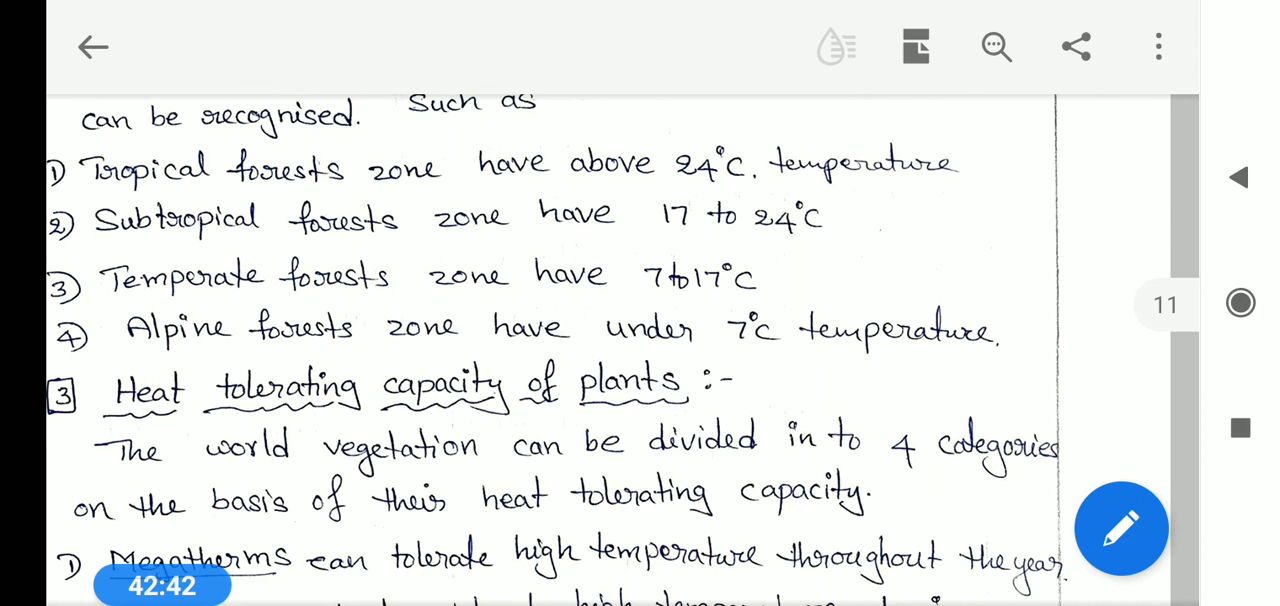 can be recognised. Such as
1) Tropical forests zone have above 24°C. temperature
2) Subtropical forests zone have 17 to 24°C
3) Temperate forests zone have 7 to 17°C
4) Alpine forests zone have under 7°C temperature.
3 Heat tolerating capacity of plants :-
The world vegetation can be divided in to 4 categories
on the basis of their heat tolerating capacity.
1) Megatherms can tolerate high temperature throughout the year.
11
42:42